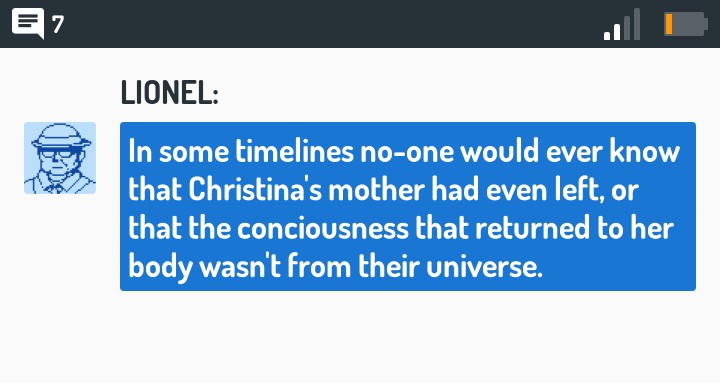 7
LIONEL:
In some timelines no-one would ever know
that Christina's mother had even left, or
that the conciousness that returned to her
body wasn't from their universe.